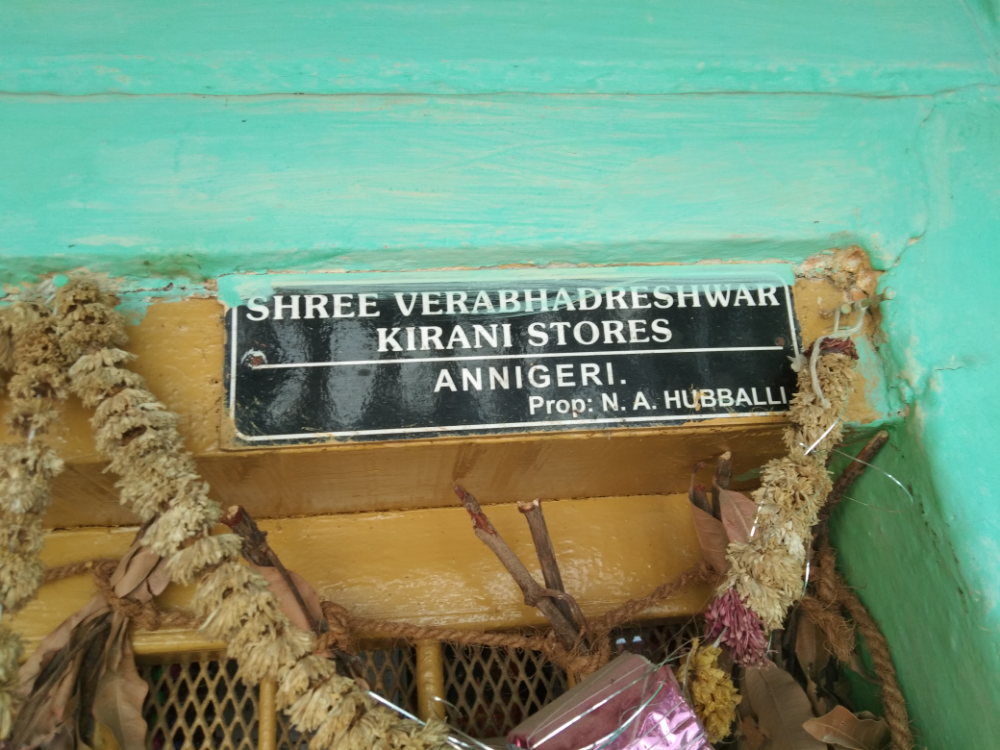 SHREE VERABHADRESHWAR
KIRANI STORES
ANNIGERI.
Prop: N. A. HUBBALLI